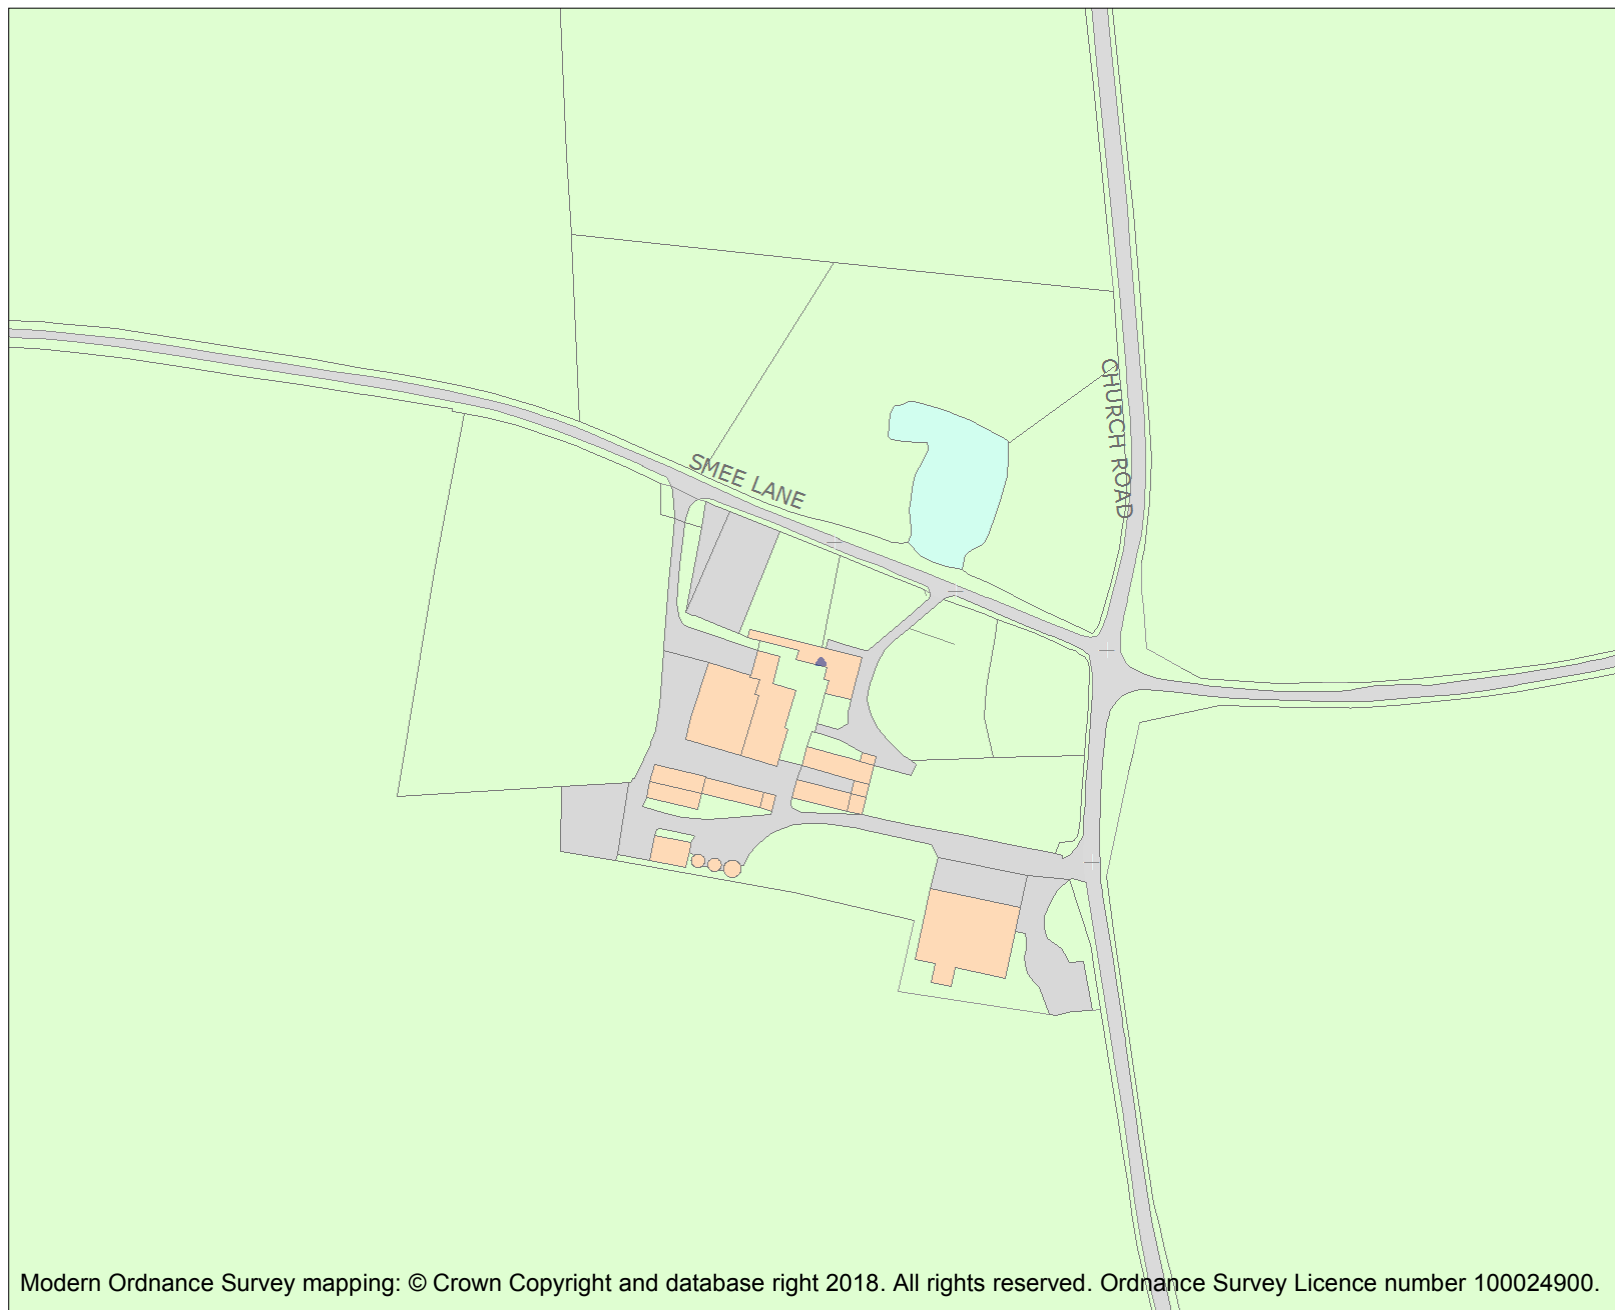 CHURCH ROAD
SMEE LANE
Modern Ordnance Survey mapping: © Crown Copyright and database right 2018. All rights reserved. Ordnance Survey Licence number 100024900.